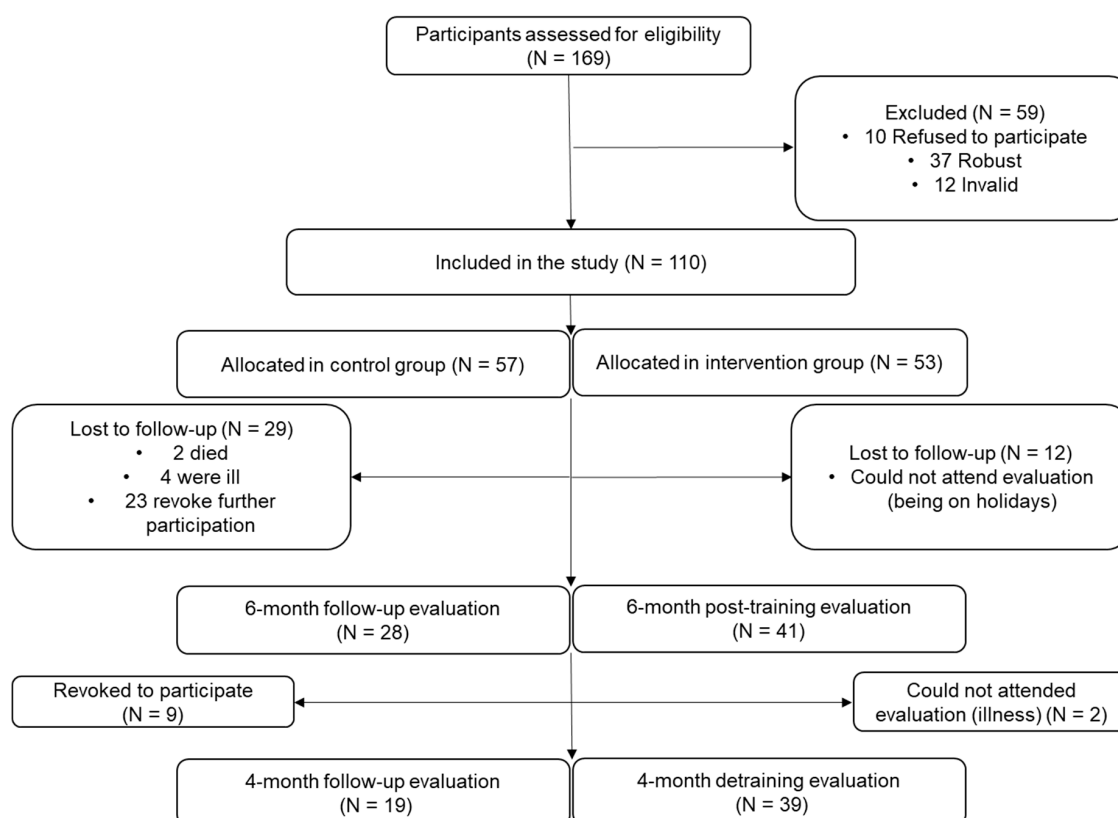 Participants assessed for eligibility
(N = 169)
Excluded (N = 59)
• 10 Refused to participate
• 37 Robust
• 12 Invalid
Included in the study (N = 110)
Allocated in control group (N = 57)
Allocated in intervention group (N = 53)
Lost to follow-up (N = 29)
• 2 died
• 4 were ill
• 23 revoke further
participation
Lost to follow-up (N = 12)
• Could not attend evaluation
(being on holidays)
6-month follow-up evaluation
(N = 28)
6-month post-training evaluation
(N = 41)
Revoked to participate
(N = 9)
Could not attended
evaluation (illness) (N = 2)
4-month follow-up evaluation
(N = 19)
4-month detraining evaluation
(N = 39)